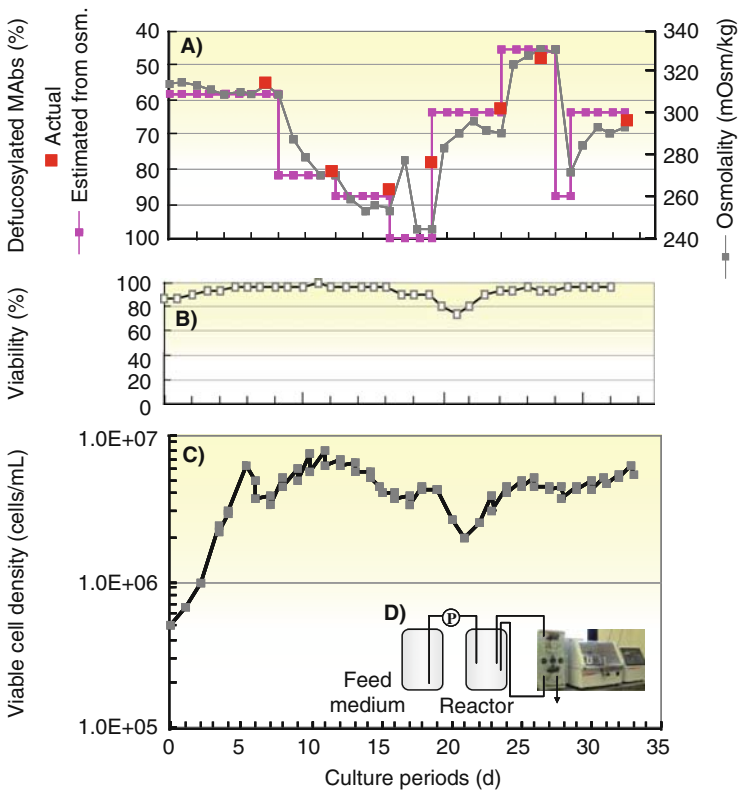 Defucosylated MAbs (%)
Actual
Estimated from osm.
A)
40
50
60
70
80
90
100
340
320
300
280
260
240
Osmolality (mOsm/kg)
Viability (%)
B)
100
80
60
40
20
0
Viable cell density (cells/mL)
C)
1.0E+07
1.0E+06
1.0E+05
D)
P
Feed
medium
Reactor
0 5 10 15 20 25 30 35
Culture periods (d)